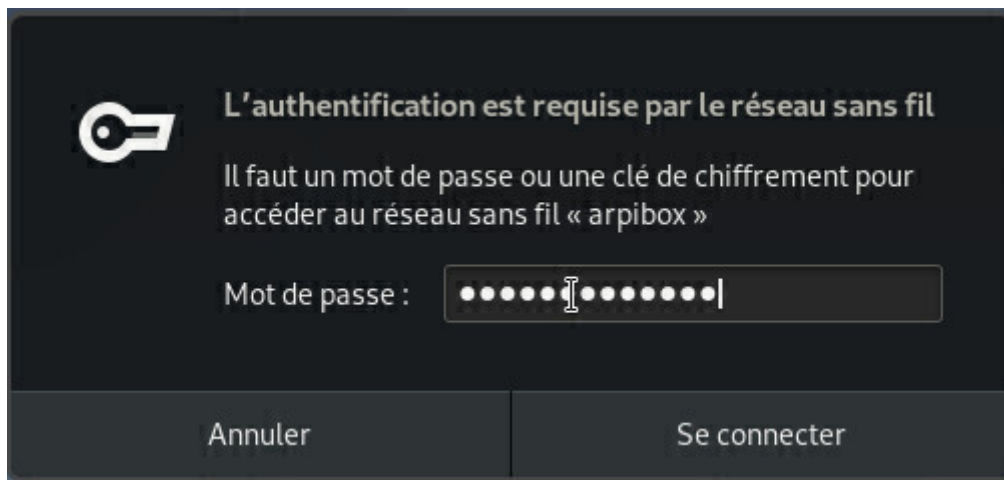 L'authentification est requise par le réseau sans fil
Il faut un mot de passe ou une clé de chiffrement pour
accéder au réseau sans fil « arpibox »
Mot de passe : ●●●●●●●●●●●●●
Annuler
Se connecter